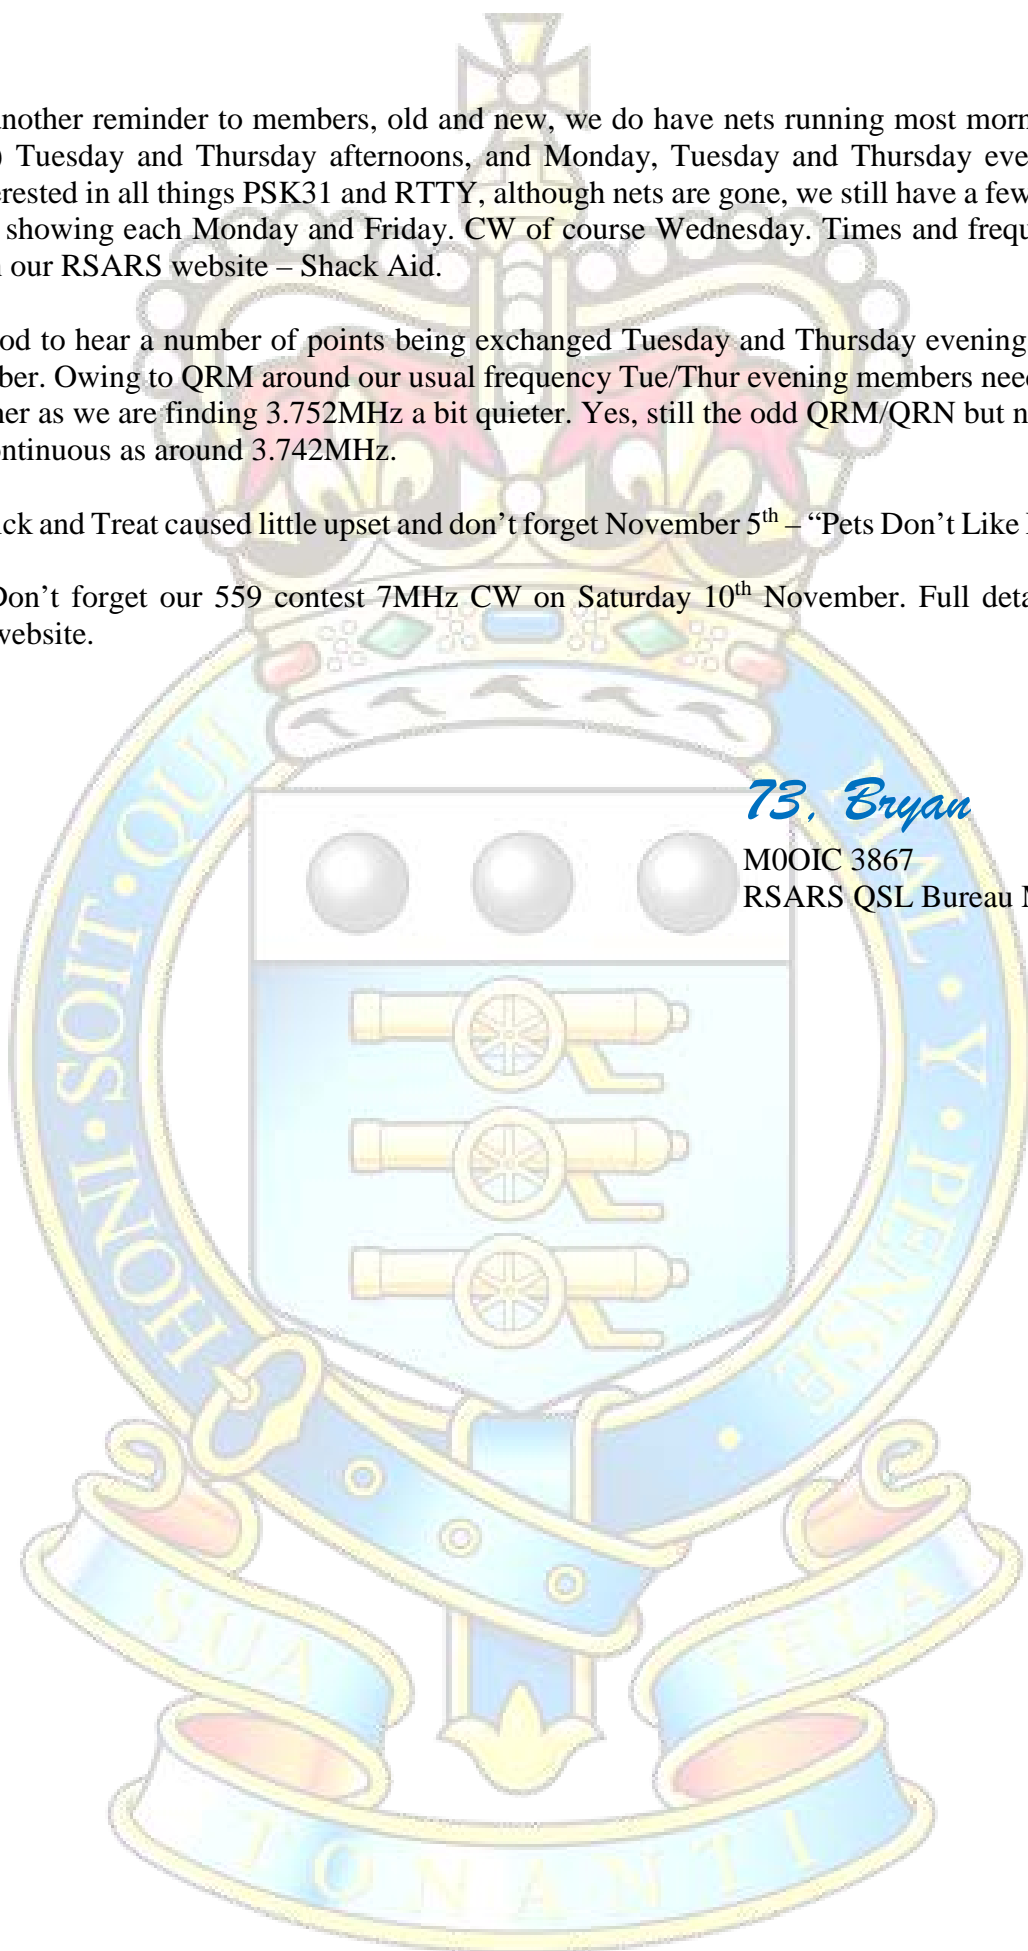 another reminder to members, old and new, we do have nets running most morn
) Tuesday and Thursday afternoons, and Monday, Tuesday and Thursday eve
erested in all things PSK31 and RTTY, although nets are gone, we still have a few
showing each Monday and Friday. CW of course Wednesday. Times and frequ
our RSARS website – Shack Aid.
od to hear a number of points being exchanged Tuesday and Thursday evening
ber. Owing to QRM around our usual frequency Tue/Thur evening members need
her as we are finding 3.752MHz a bit quieter. Yes, still the odd QRM/QRN but n
ontinuous as around 3.742MHz.
ick and Treat caused little upset and don’t forget November 5th – “Pets Don’t Like
Don’t forget our 559 contest 7MHz CW on Saturday 10th November. Full deta
website.
73, Bryan
M0OIC 3867
RSARS QSL Bureau M
HONI • SOIT • QUI
MAL • Y • PENSE •
SUA
TELA
TONANTI